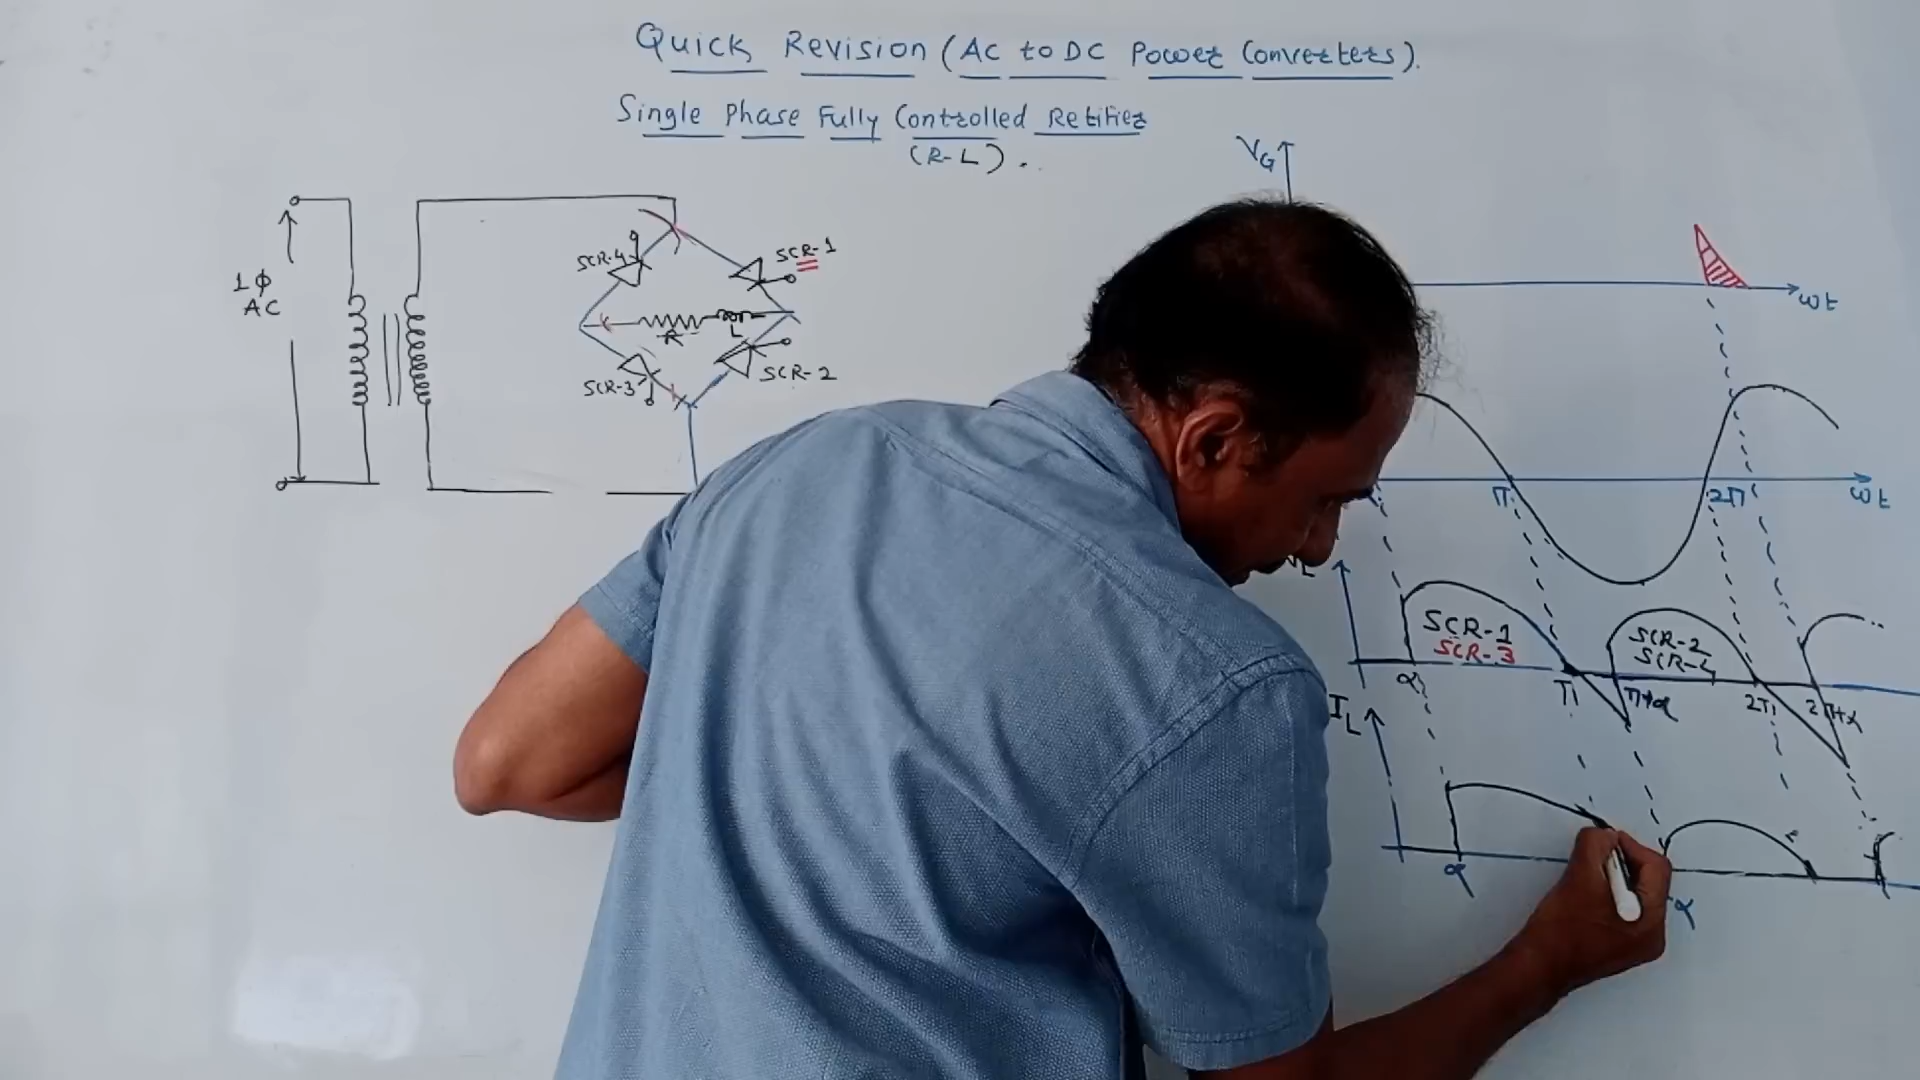 Quick Revision (AC to DC Power Converters).
Single Phase Fully Controlled Retifier
(R-L).
VG
ωt
1φ
AC
SCR-4
SCR-1
R
L
SCR-3
SCR-2
π
2π
ωt
SCR-1
SCR-3
SCR-2
SCR-4
α
π
π+α
2π
2π+α
IL
α
α